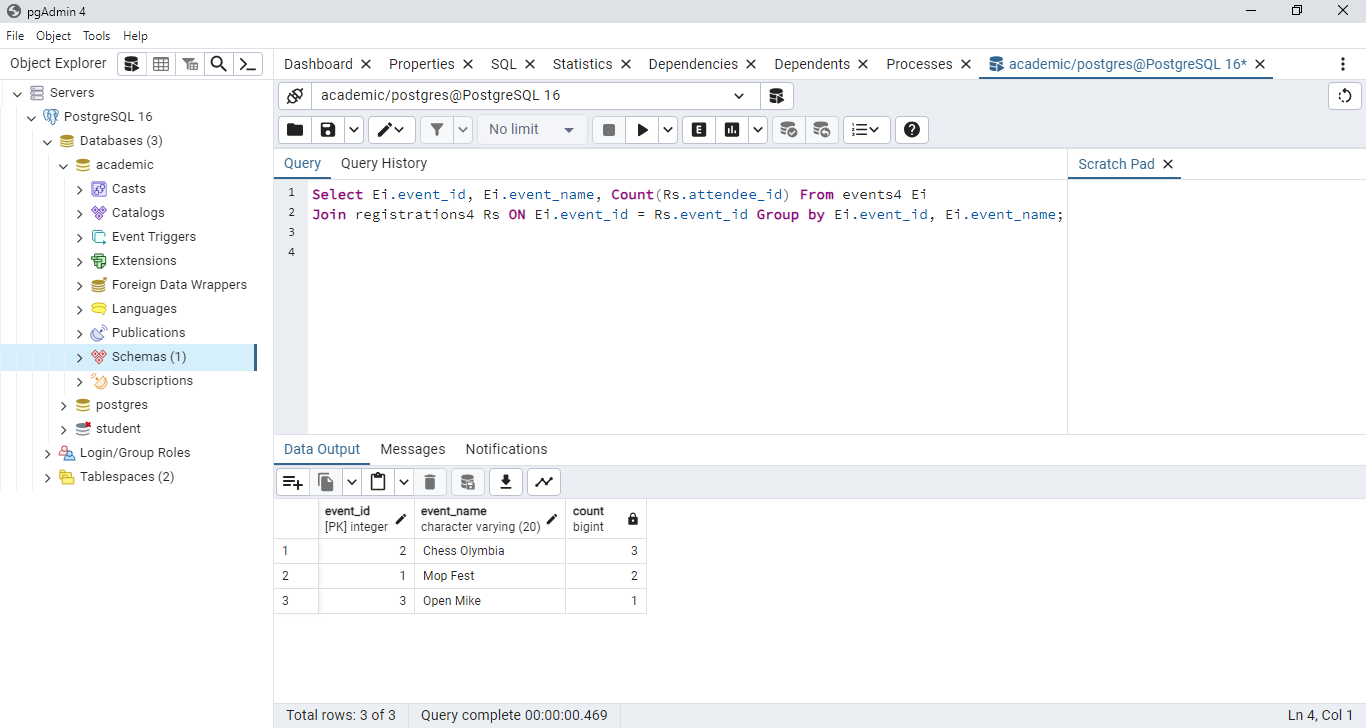 pgAdmin 4
File Object Tools Help
Object Explorer
Dashboard Properties SQL Statistics Dependencies Dependents Processes academic/postgres@PostgreSQL 16*
Servers
PostgreSQL 16
Databases (3)
academic
Casts
Catalogs
Event Triggers
Extensions
Foreign Data Wrappers
Languages
Publications
Schemas (1)
Subscriptions
postgres
student
Login/Group Roles
Tablespaces (2)
academic/postgres@PostgreSQL 16
No limit E
Query Query History
Scratch Pad
1 Select Ei.event_id, Ei.event_name, Count(Rs.attendee_id) From events4 Ei
2 Join registrations4 Rs ON Ei.event_id = Rs.event_id Group by Ei.event_id, Ei.event_name;
3
4
Data Output Messages Notifications
event_id event_name count
[PK] integer character varying (20) bigint
1 2 Chess Olymbia 3
2 1 Mop Fest 2
3 3 Open Mike 1
Total rows: 3 of 3 Query complete 00:00:00.469 Ln 4, Col 1